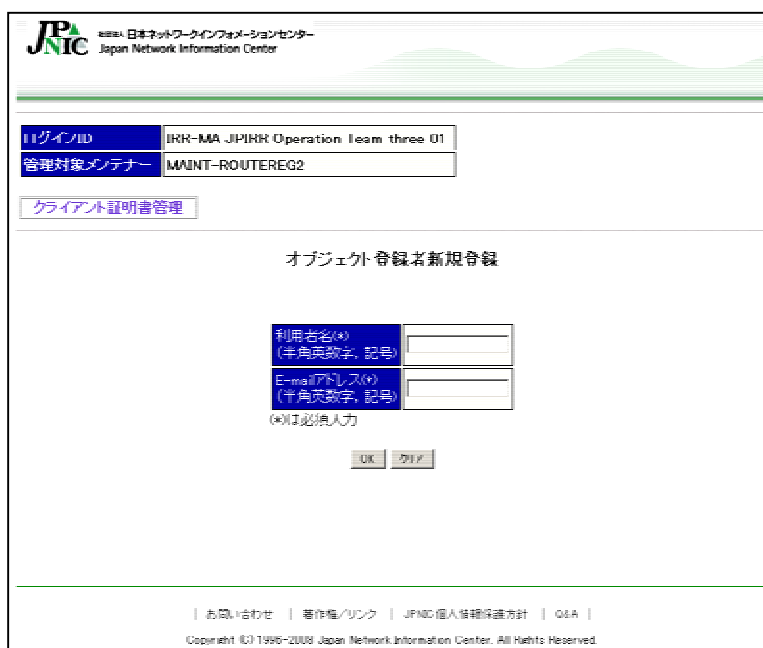 JPNIC 社団法人 日本ネットワークインフォメーションセンター
Japan Network Information Center
ログインID IRR-MA JPIRR Operation Team three 01
管理対象メンテナー MAINT-ROUTEREG2
クライアント証明書管理
オブジェクト登録者新規登録
利用者名(*)
(半角英数字, 記号)
E-mailアドレス(*)
(半角英数字, 記号)
(*)は必須入力
OK クリア
| お問い合わせ | 著作権/リンク | JPNIC個人情報保護方針 | Q&A |
Copyright (C) 1996-2008 Japan Network Information Center. All Rights Reserved.